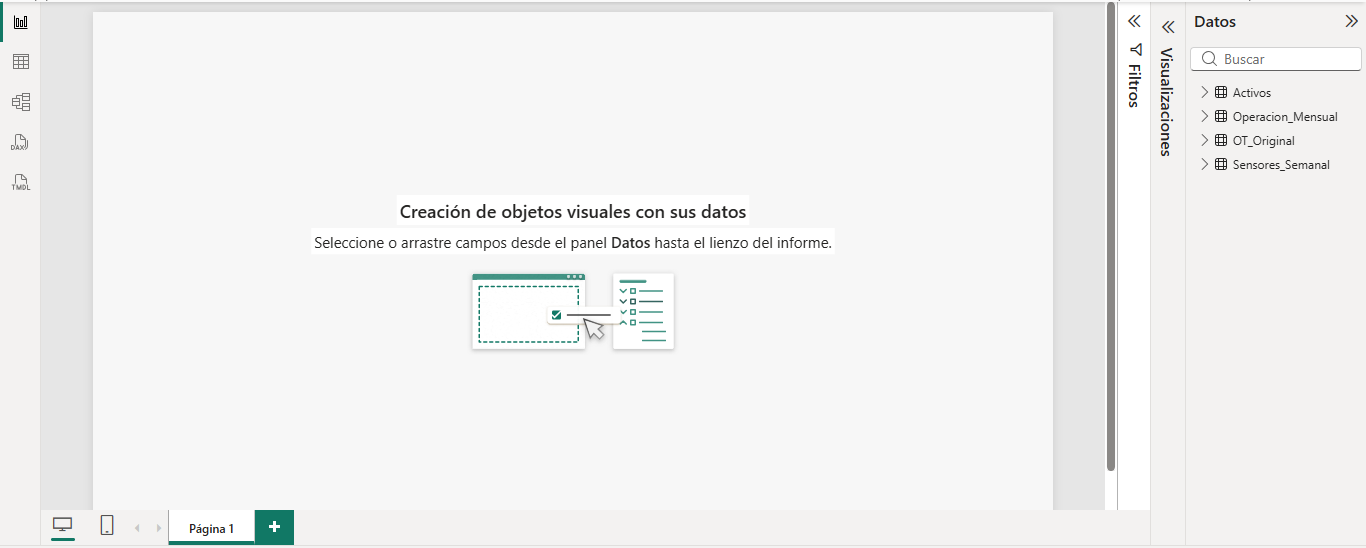 Datos
Buscar
Activos
Operacion_Mensual
OT_Original
Sensores_Semanal
Filtros
Visualizaciones
DAX
TMDL
Creación de objetos visuales con sus datos
Seleccione o arrastre campos desde el panel Datos hasta el lienzo del informe.
Página 1